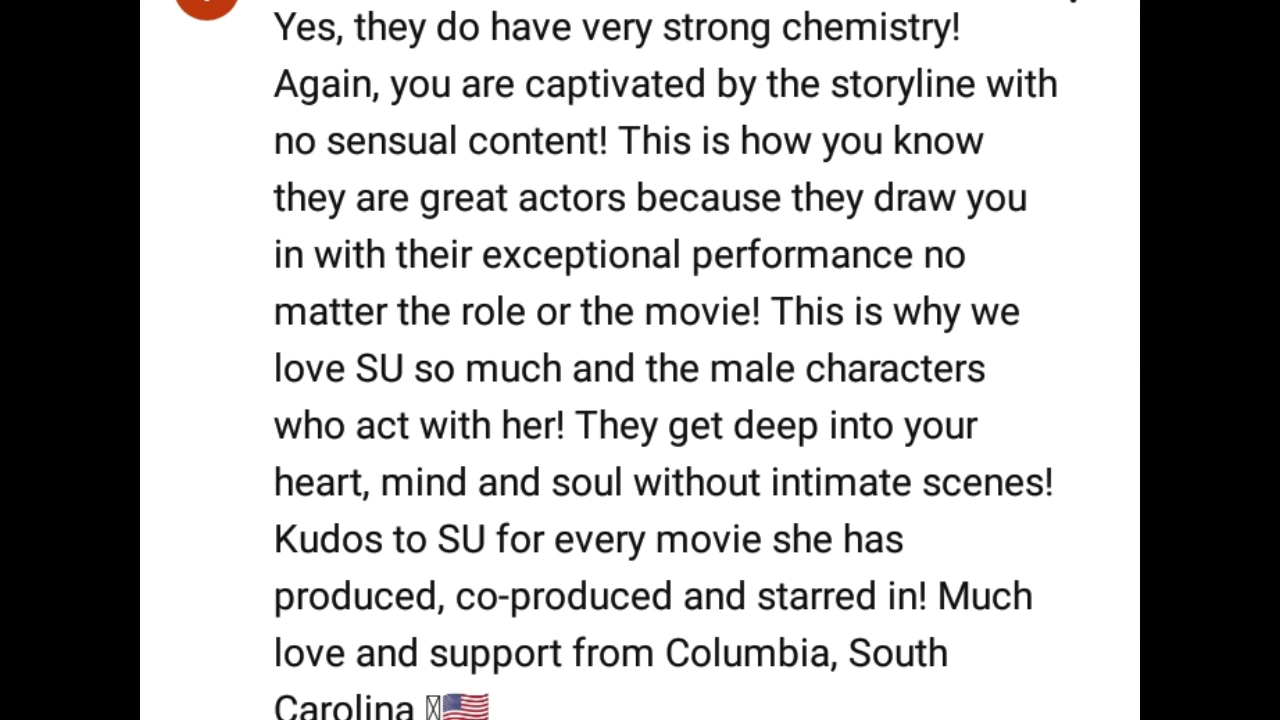 Yes, they do have very strong chemistry!
Again, you are captivated by the storyline with
no sensual content! This is how you know
they are great actors because they draw you
in with their exceptional performance no
matter the role or the movie! This is why we
love SU so much and the male characters
who act with her! They get deep into your
heart, mind and soul without intimate scenes!
Kudos to SU for every movie she has
produced, co-produced and starred in! Much
love and support from Columbia, South
Carolina 🇺🇸